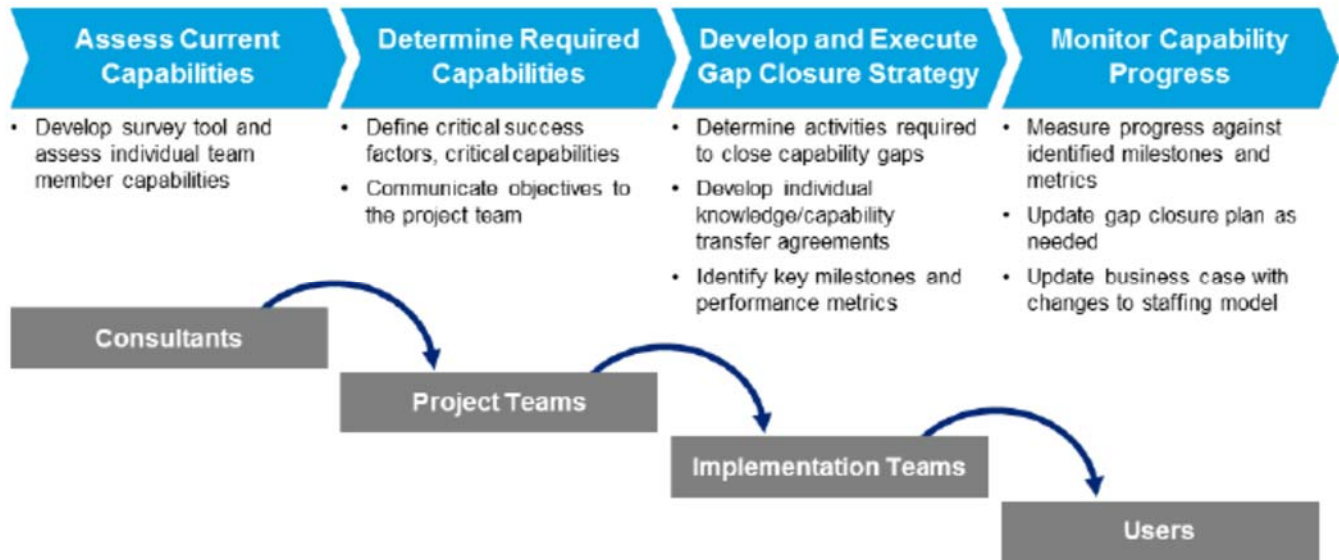 Assess Current
Capabilities
Determine Required
Capabilities
Develop and Execute
Gap Closure Strategy
Monitor Capability
Progress
• Develop survey tool and
assess individual team
member capabilities
• Define critical success
factors, critical capabilities
• Communicate objectives to
the project team
• Determine activities required
to close capability gaps
• Develop individual
knowledge/capability
transfer agreements
• Identify key milestones and
performance metrics
• Measure progress against
identified milestones and
metrics
• Update gap closure plan as
needed
• Update business case with
changes to staffing model
Consultants
Project Teams
Implementation Teams
Users